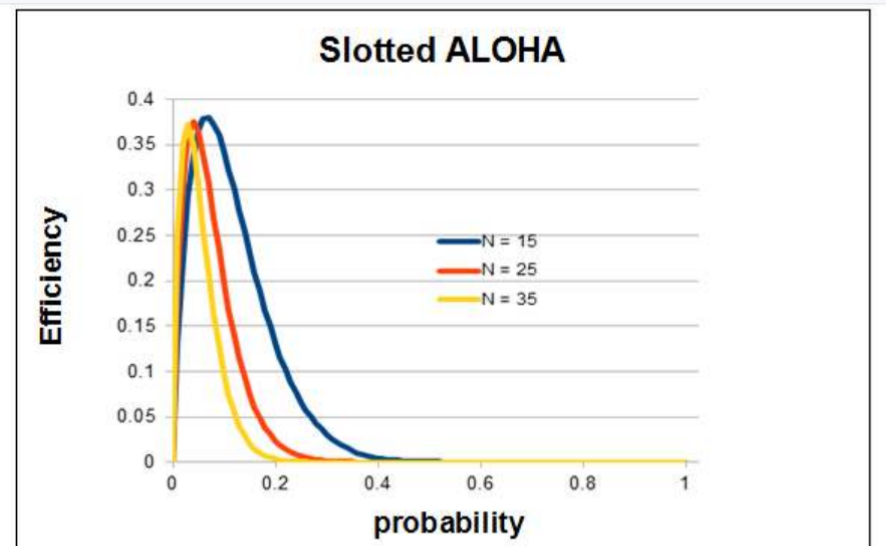 Slotted ALOHA
Efficiency
0.4
0.35
0.3
0.25
0.2
0.15
0.1
0.05
0
N = 15
N = 25
N = 35
0 0.2 0.4 0.6 0.8 1
probability